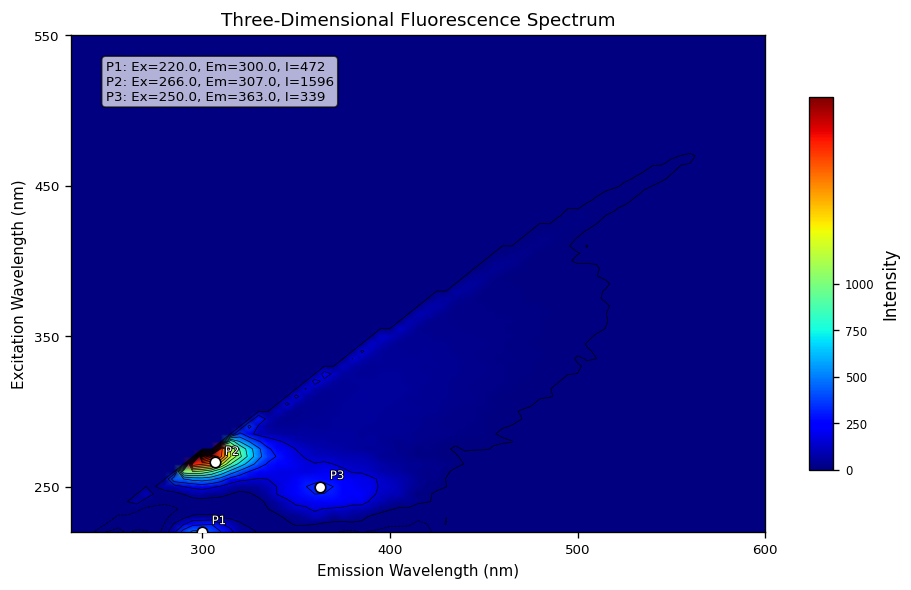 Three-Dimensional Fluorescence Spectrum
550
P1: Ex=220.0, Em=300.0, I=472
P2: Ex=266.0, Em=307.0, I=1596
P3: Ex=250.0, Em=363.0, I=339
450
350
250
Excitation Wavelength (nm)
P2
P3
P1
300
400
500
600
Emission Wavelength (nm)
1000
750
500
250
0
Intensity